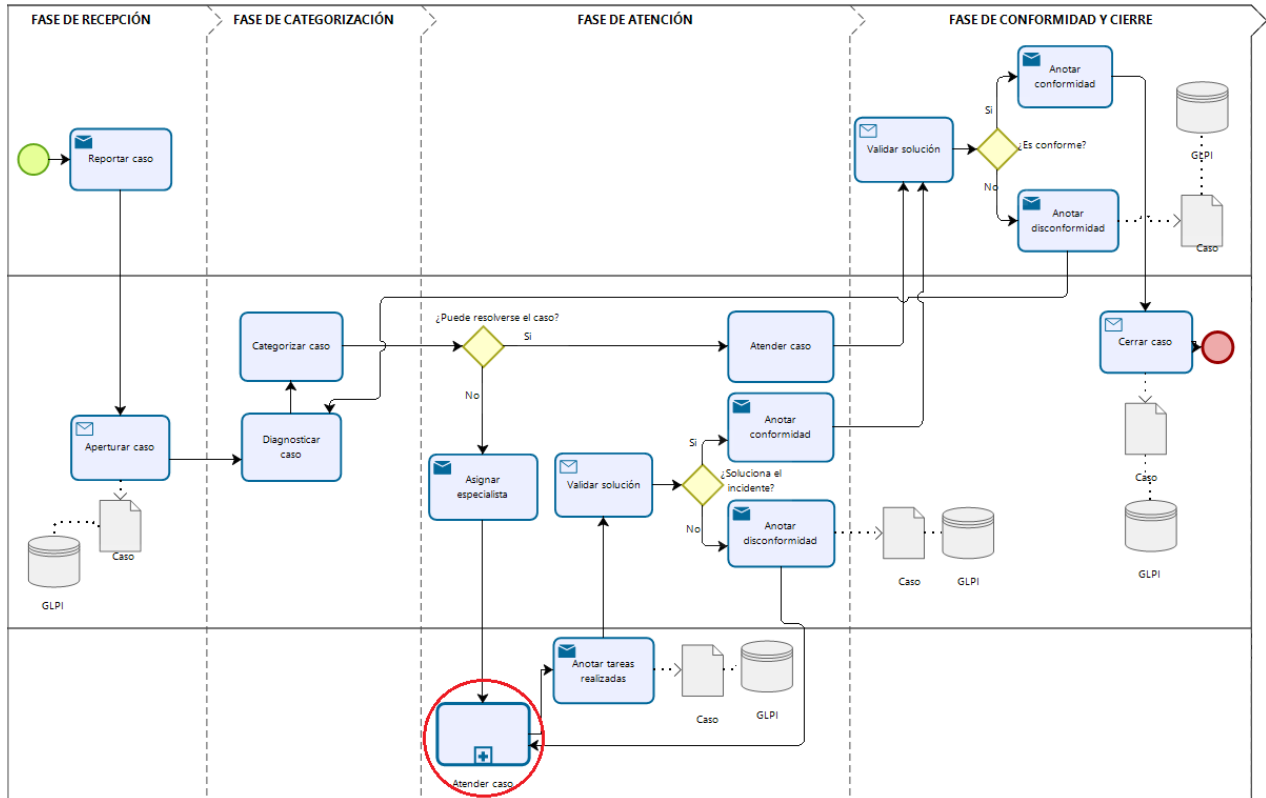 FASE DE RECEPCIÓN
FASE DE CATEGORIZACIÓN
FASE DE ATENCIÓN
FASE DE CONFORMIDAD Y CIERRE
Reportar caso
Validar solución
Si
¿Es conforme?
No
Anotar
conformidad
Anotar
disconformidad
GLPI
Caso
Aperturar caso
Caso
GLPI
Categorizar caso
Diagnosticar
caso
¿Puede resolverse el caso?
Si
No
Atender caso
Asignar
especialista
Validar solución
Si
¿Soluciona el
incidente?
No
Anotar
conformidad
Anotar
disconformidad
Caso
GLPI
Cerrar caso
Caso
GLPI
Anotar tareas
realizadas
Caso
GLPI
Atender caso